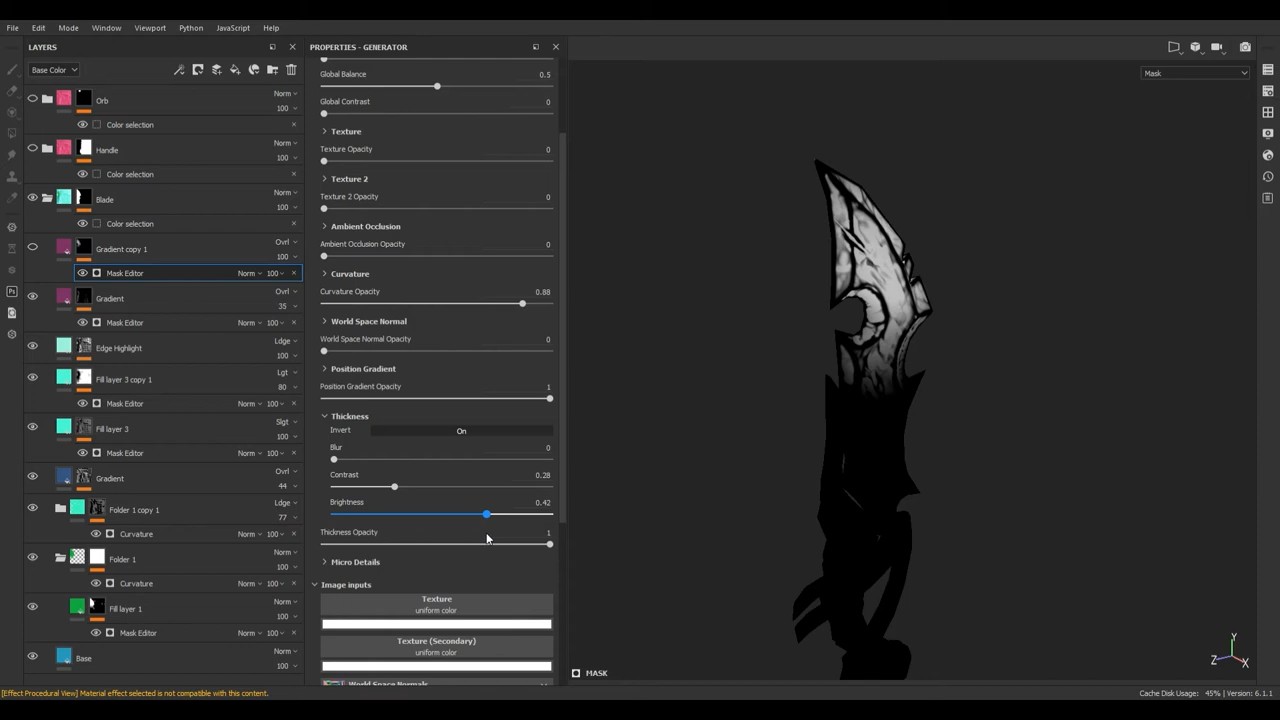 File Edit Mode Window Viewport Python JavaScript Help
LAYERS
Base Color
Orb Norm 100
Color selection
Handle Norm 100
Color selection
Blade Norm 100
Color selection
Gradient copy 1 Ovrl 100
Mask Editor Norm 100
Gradient Ovrl 35
Mask Editor Norm 100
Edge Highlight Ldge 100
Fill layer 3 copy 1 Lgt 80
Mask Editor Norm 100
Fill layer 3 Slgt 100
Mask Editor Norm 100
Gradient Ovrl 44
Folder 1 copy 1 Ldge 77
Curvature Norm 100
Folder 1 Norm 100
Curvature Norm 100
Fill layer 1 Norm 100
Mask Editor Norm 100
Base Norm 100
PROPERTIES - GENERATOR
Global Balance 0.5
Global Contrast 0
Texture
Texture Opacity 0
Texture 2
Texture 2 Opacity 0
Ambient Occlusion
Ambient Occlusion Opacity 0
Curvature
Curvature Opacity 0.88
World Space Normal
World Space Normal Opacity 0
Position Gradient
Position Gradient Opacity 1
Thickness
Invert On
Blur 0
Contrast 0.28
Brightness 0.42
Thickness Opacity 1
Micro Details
Image inputs
Texture
uniform color
Texture (Secondary)
uniform color
World Space Normals
Mask
Y
Z X
MASK
[Effect Procedural View] Material effect selected is not compatible with this content.
Cache Disk Usage: 45% | Version: 6.1.1